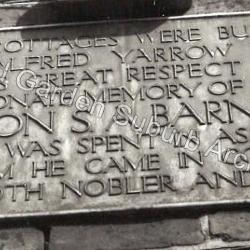 COTTAGES WERE BU
LFRED YARROW
S GREAT RESPECT
ONATE MEMORY OF
ON S. A. BARN
WAS SPENT
HE CAME IN
OTH NOBLER AND
Garden Suburb Arc